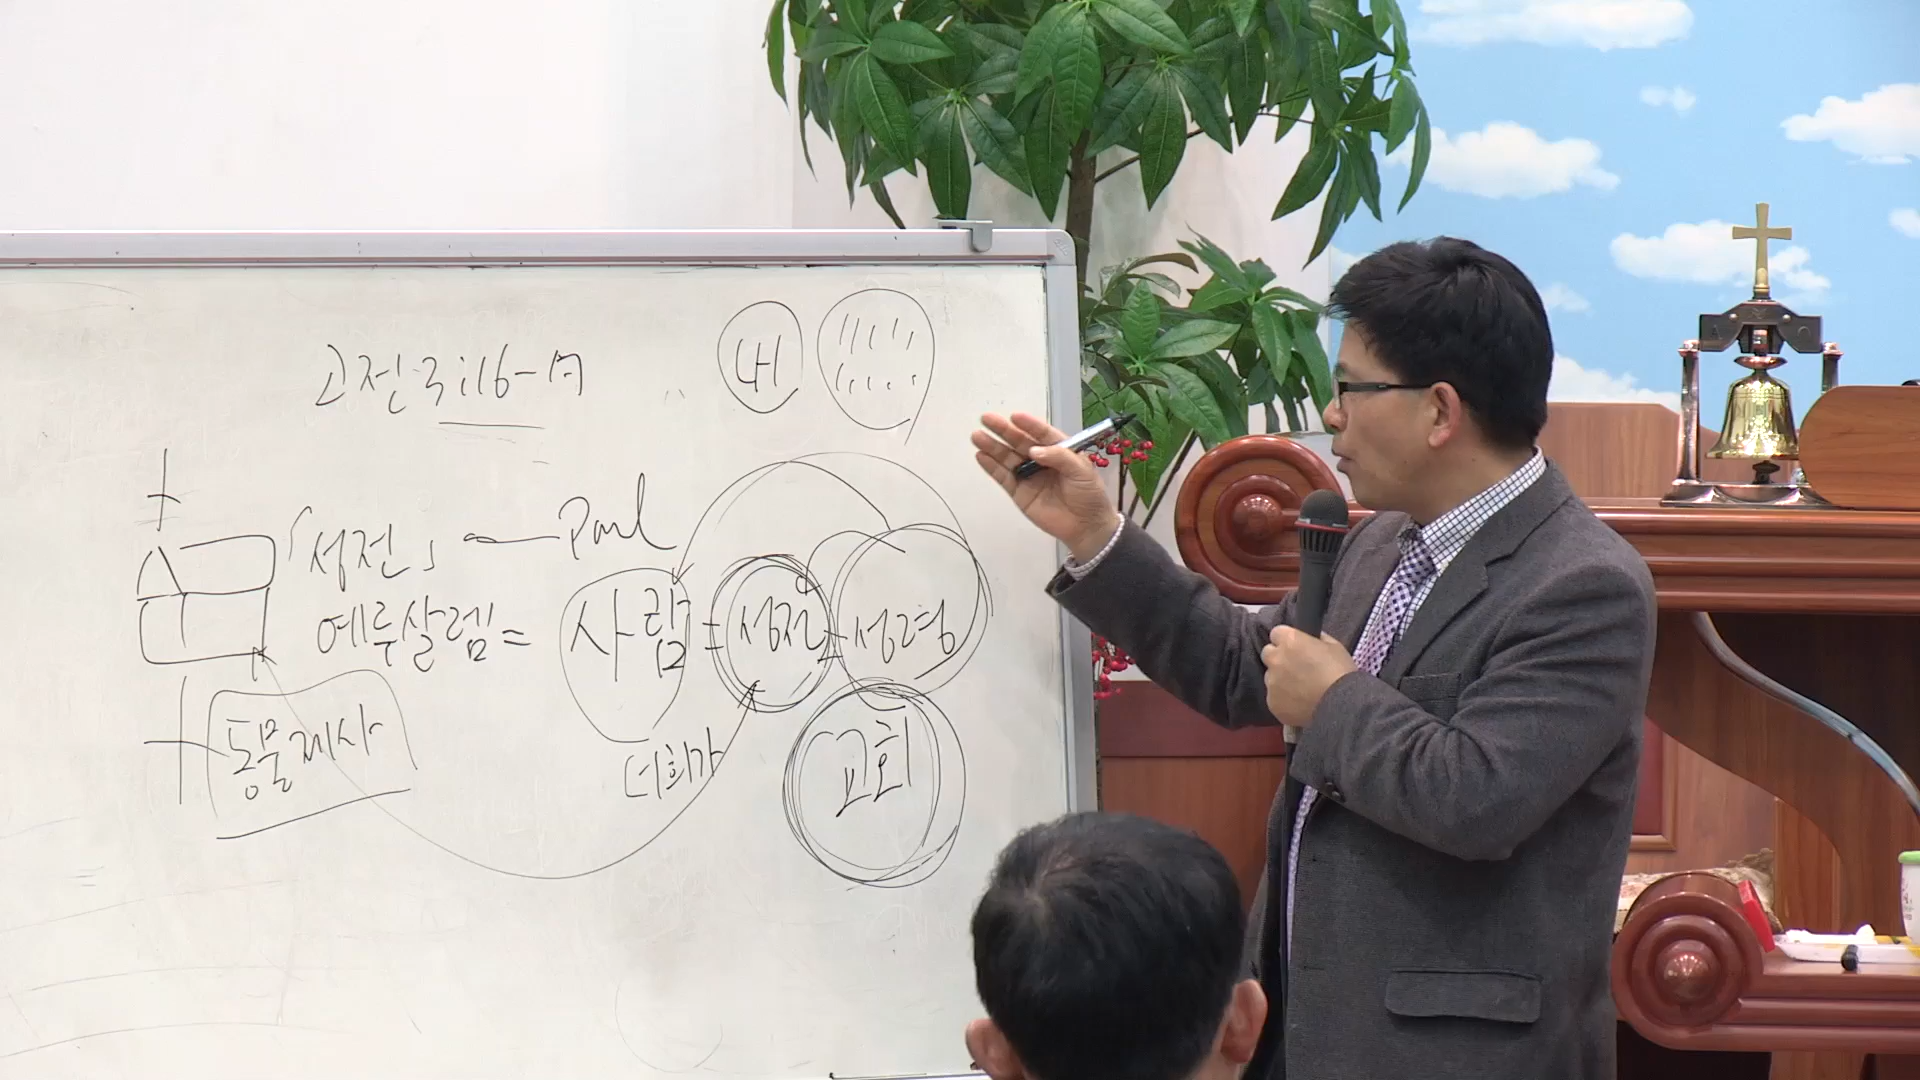 고전 3:16-17
내
「성전」 Paul
예루살렘 = 사람 = 성전 = 성령
동물제사
너희가
교회